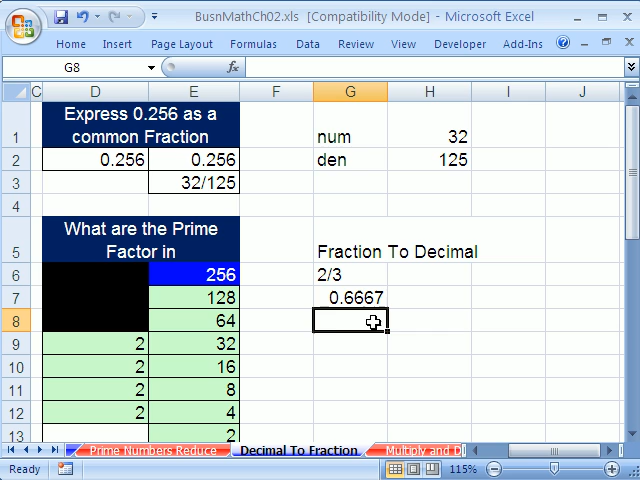 BusnMathCh02.xls [Compatibility Mode] - Microsoft Excel
Home Insert Page Layout Formulas Data Review View Developer Add-Ins
G8 fx
C D E F G H I J
1 Express 0.256 as a
common Fraction num 32
2 0.256 0.256 den 125
3 32/125
4
What are the Prime
5 Factor in Fraction To Decimal
6 256 2/3
7 128 0.6667
8 64
9 2 32
10 2 16
11 2 8
12 2 4
13 2
Prime Numbers Reduce Decimal To Fraction Multiply and D
Ready 115%